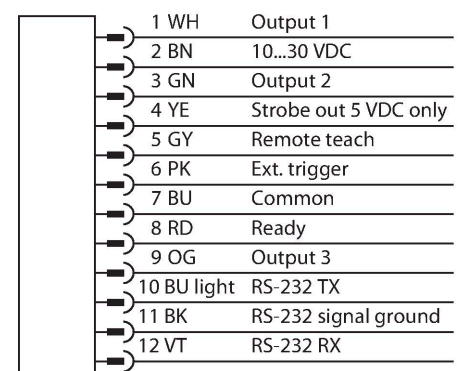 1 WH Output 1
2 BN 10...30 VDC
3 GN Output 2
4 YE Strobe out 5 VDC only
5 GY Remote teach
6 PK Ext. trigger
7 BU Common
8 RD Ready
9 OG Output 3
10 BU light RS-232 TX
11 BK RS-232 signal ground
12 VT RS-232 RX